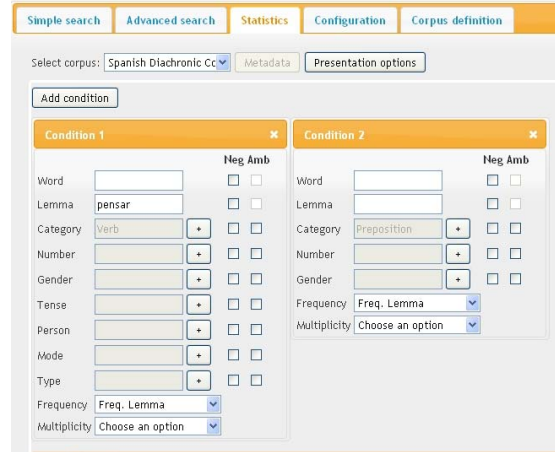 Simple search Advanced search Statistics Configuration Corpus definition
Select corpus: Spanish Diachronic Cc Metadata Presentation options
Add condition
Condition 1
Neg Amb
Word
Lemma pensar
Category Verb +
Number +
Gender +
Tense +
Person +
Mode +
Type +
Frequency Freq. Lemma
Multiplicity Choose an option
Condition 2
Neg Amb
Word
Lemma
Category Preposition +
Number +
Gender +
Frequency Freq. Lemma
Multiplicity Choose an option